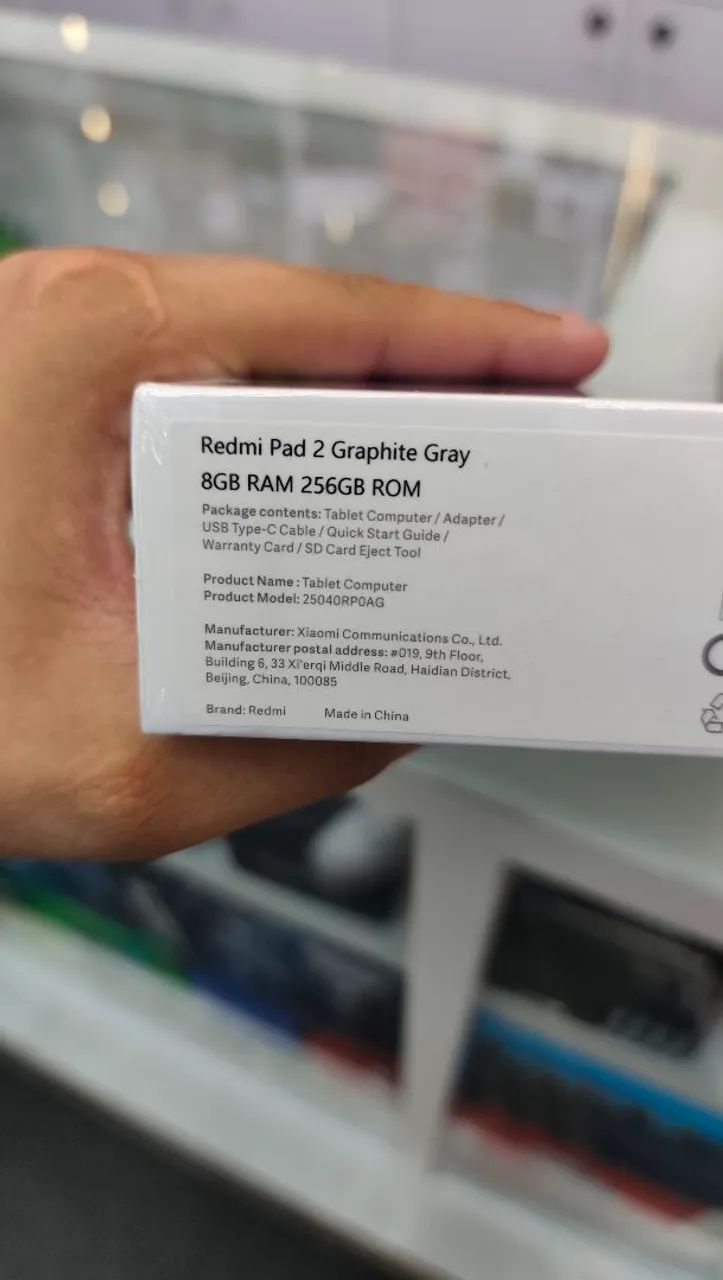 Redmi Pad 2 Graphite Gray
8GB RAM 256GB ROM
Package contents: Tablet Computer / Adapter /
USB Type-C Cable / Quick Start Guide /
Warranty Card / SD Card Eject Tool
Product Name : Tablet Computer
Product Model: 25040RP0AG
Manufacturer: Xiaomi Communications Co., Ltd.
Manufacturer postal address: #019, 9th Floor,
Building 6, 33 Xi'erqi Middle Road, Haidian District,
Beijing, China, 100085
Brand: Redmi Made in China